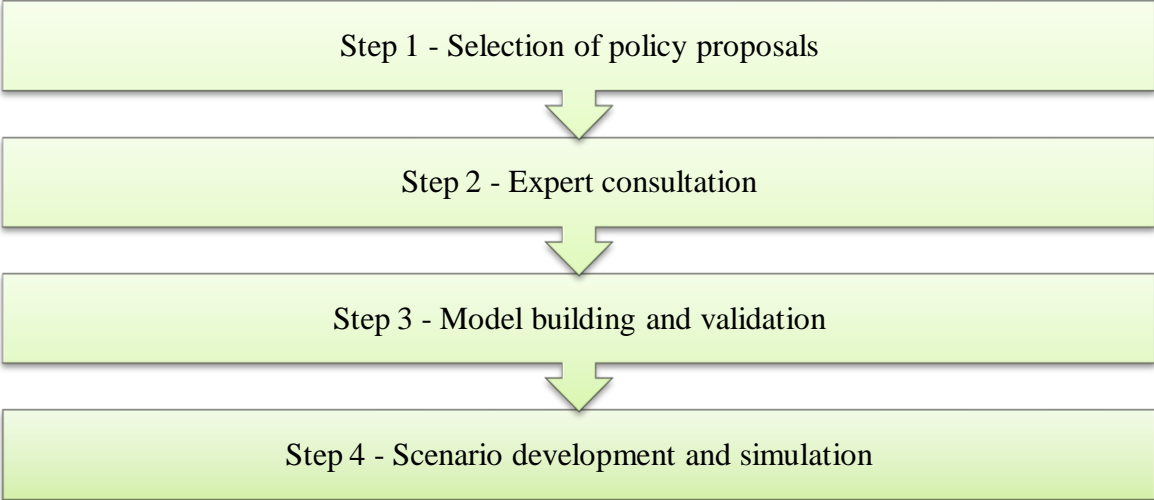 Step 1 - Selection of policy proposals
Step 2 - Expert consultation
Step 3 - Model building and validation
Step 4 - Scenario development and simulation